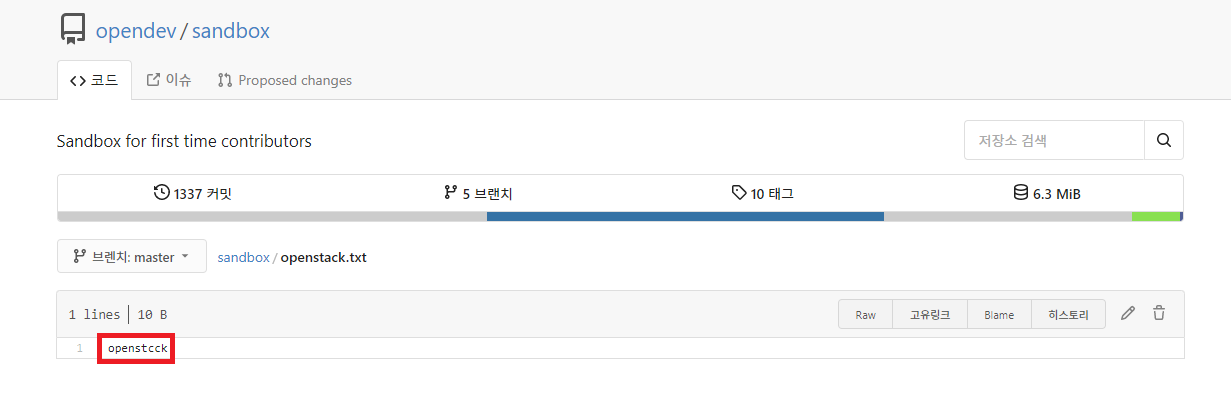 opendev / sandbox
코드 이슈 Proposed changes
Sandbox for first time contributors
저장소 검색
1337 커밋 5 브랜치 10 태그 6.3 MiB
브렌치: master sandbox / openstack.txt
1 lines 10 B Raw 고유링크 Blame 히스토리
1 openstcck